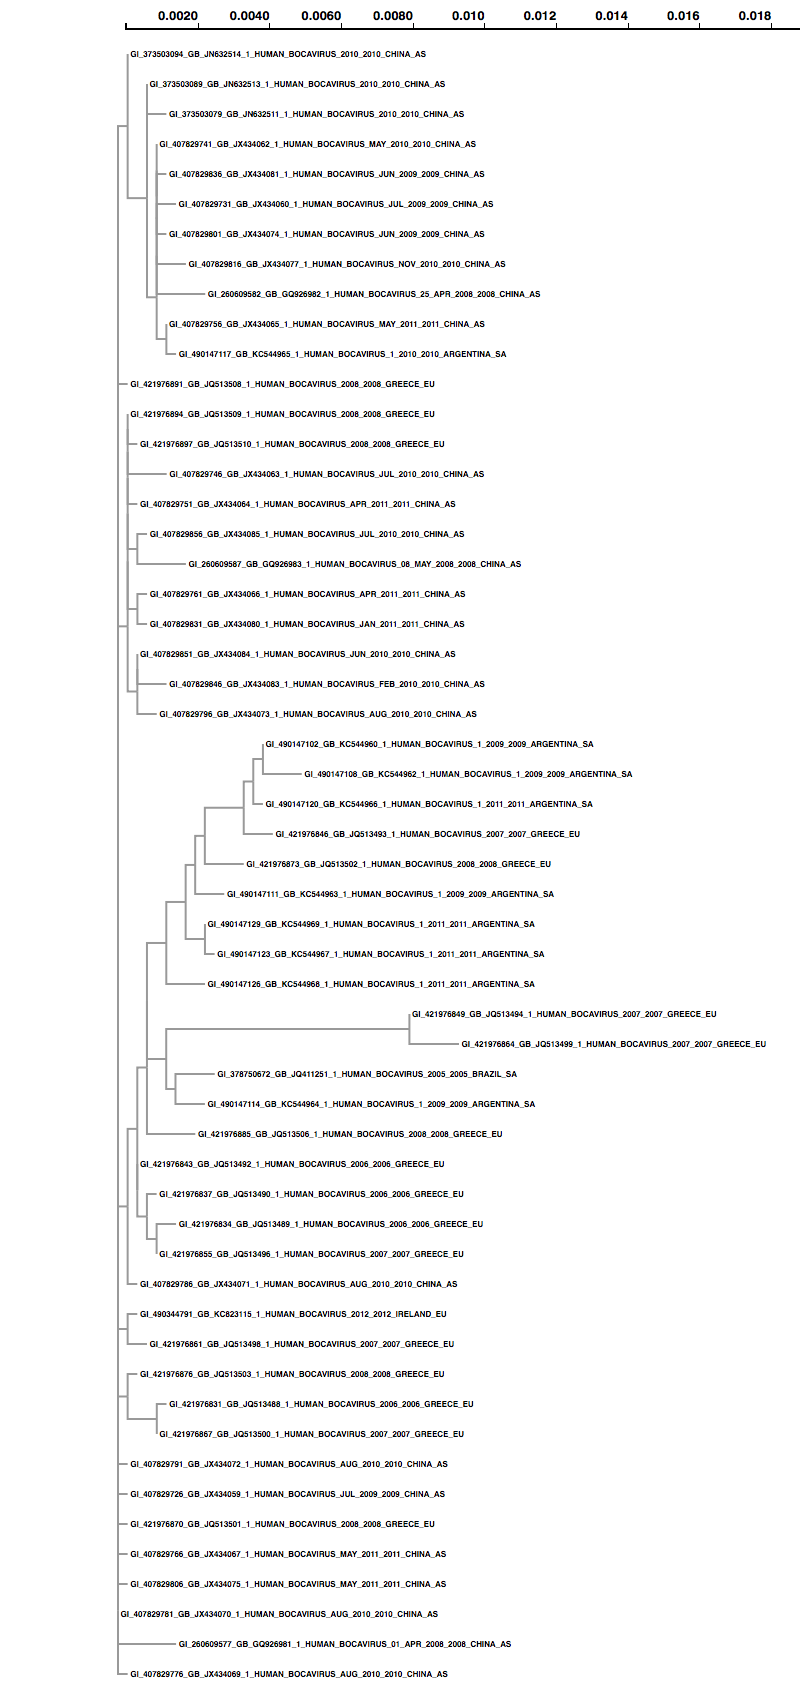 0.0020 0.0040 0.0060 0.0080 0.010 0.012 0.014 0.016 0.018
GI_373503094_GB_JN632514_1_HUMAN_BOCAVIRUS_2010_2010_CHINA_AS
GI_373503089_GB_JN632513_1_HUMAN_BOCAVIRUS_2010_2010_CHINA_AS
GI_373503079_GB_JN632511_1_HUMAN_BOCAVIRUS_2010_2010_CHINA_AS
GI_407829741_GB_JX434062_1_HUMAN_BOCAVIRUS_MAY_2010_2010_CHINA_AS
GI_407829836_GB_JX434081_1_HUMAN_BOCAVIRUS_JUN_2009_2009_CHINA_AS
GI_407829731_GB_JX434060_1_HUMAN_BOCAVIRUS_JUL_2009_2009_CHINA_AS
GI_407829801_GB_JX434074_1_HUMAN_BOCAVIRUS_JUN_2009_2009_CHINA_AS
GI_407829816_GB_JX434077_1_HUMAN_BOCAVIRUS_NOV_2010_2010_CHINA_AS
GI_260609582_GB_GQ926982_1_HUMAN_BOCAVIRUS_25_APR_2008_2008_CHINA_AS
GI_407829756_GB_JX434065_1_HUMAN_BOCAVIRUS_MAY_2011_2011_CHINA_AS
GI_490147117_GB_KC544965_1_HUMAN_BOCAVIRUS_1_2010_2010_ARGENTINA_SA
GI_421976891_GB_JQ513508_1_HUMAN_BOCAVIRUS_2008_2008_GREECE_EU
GI_421976894_GB_JQ513509_1_HUMAN_BOCAVIRUS_2008_2008_GREECE_EU
GI_421976897_GB_JQ513510_1_HUMAN_BOCAVIRUS_2008_2008_GREECE_EU
GI_407829746_GB_JX434063_1_HUMAN_BOCAVIRUS_JUL_2010_2010_CHINA_AS
GI_407829751_GB_JX434064_1_HUMAN_BOCAVIRUS_APR_2011_2011_CHINA_AS
GI_407829856_GB_JX434085_1_HUMAN_BOCAVIRUS_JUL_2010_2010_CHINA_AS
GI_260609587_GB_GQ926983_1_HUMAN_BOCAVIRUS_08_MAY_2008_2008_CHINA_AS
GI_407829761_GB_JX434066_1_HUMAN_BOCAVIRUS_APR_2011_2011_CHINA_AS
GI_407829831_GB_JX434080_1_HUMAN_BOCAVIRUS_JAN_2011_2011_CHINA_AS
GI_407829851_GB_JX434084_1_HUMAN_BOCAVIRUS_JUN_2010_2010_CHINA_AS
GI_407829846_GB_JX434083_1_HUMAN_BOCAVIRUS_FEB_2010_2010_CHINA_AS
GI_407829796_GB_JX434073_1_HUMAN_BOCAVIRUS_AUG_2010_2010_CHINA_AS
GI_490147102_GB_KC544960_1_HUMAN_BOCAVIRUS_1_2009_2009_ARGENTINA_SA
GI_490147108_GB_KC544962_1_HUMAN_BOCAVIRUS_1_2009_2009_ARGENTINA_SA
GI_490147120_GB_KC544966_1_HUMAN_BOCAVIRUS_1_2011_2011_ARGENTINA_SA
GI_421976846_GB_JQ513493_1_HUMAN_BOCAVIRUS_2007_2007_GREECE_EU
GI_421976873_GB_JQ513502_1_HUMAN_BOCAVIRUS_2008_2008_GREECE_EU
GI_490147111_GB_KC544963_1_HUMAN_BOCAVIRUS_1_2009_2009_ARGENTINA_SA
GI_490147129_GB_KC544969_1_HUMAN_BOCAVIRUS_1_2011_2011_ARGENTINA_SA
GI_490147123_GB_KC544967_1_HUMAN_BOCAVIRUS_1_2011_2011_ARGENTINA_SA
GI_490147126_GB_KC544968_1_HUMAN_BOCAVIRUS_1_2011_2011_ARGENTINA_SA
GI_421976849_GB_JQ513494_1_HUMAN_BOCAVIRUS_2007_2007_GREECE_EU
GI_421976864_GB_JQ513499_1_HUMAN_BOCAVIRUS_2007_2007_GREECE_EU
GI_378750672_GB_JQ411251_1_HUMAN_BOCAVIRUS_2005_2005_BRAZIL_SA
GI_490147114_GB_KC544964_1_HUMAN_BOCAVIRUS_1_2009_2009_ARGENTINA_SA
GI_421976885_GB_JQ513506_1_HUMAN_BOCAVIRUS_2008_2008_GREECE_EU
GI_421976843_GB_JQ513492_1_HUMAN_BOCAVIRUS_2006_2006_GREECE_EU
GI_421976837_GB_JQ513490_1_HUMAN_BOCAVIRUS_2006_2006_GREECE_EU
GI_421976834_GB_JQ513489_1_HUMAN_BOCAVIRUS_2006_2006_GREECE_EU
GI_421976855_GB_JQ513496_1_HUMAN_BOCAVIRUS_2007_2007_GREECE_EU
GI_407829786_GB_JX434071_1_HUMAN_BOCAVIRUS_AUG_2010_2010_CHINA_AS
GI_490344791_GB_KC823115_1_HUMAN_BOCAVIRUS_2012_2012_IRELAND_EU
GI_421976861_GB_JQ513498_1_HUMAN_BOCAVIRUS_2007_2007_GREECE_EU
GI_421976876_GB_JQ513503_1_HUMAN_BOCAVIRUS_2008_2008_GREECE_EU
GI_421976831_GB_JQ513488_1_HUMAN_BOCAVIRUS_2006_2006_GREECE_EU
GI_421976867_GB_JQ513500_1_HUMAN_BOCAVIRUS_2007_2007_GREECE_EU
GI_407829791_GB_JX434072_1_HUMAN_BOCAVIRUS_AUG_2010_2010_CHINA_AS
GI_407829726_GB_JX434059_1_HUMAN_BOCAVIRUS_JUL_2009_2009_CHINA_AS
GI_421976870_GB_JQ513501_1_HUMAN_BOCAVIRUS_2008_2008_GREECE_EU
GI_407829766_GB_JX434067_1_HUMAN_BOCAVIRUS_MAY_2011_2011_CHINA_AS
GI_407829806_GB_JX434075_1_HUMAN_BOCAVIRUS_MAY_2011_2011_CHINA_AS
GI_407829781_GB_JX434070_1_HUMAN_BOCAVIRUS_AUG_2010_2010_CHINA_AS
GI_260609577_GB_GQ926981_1_HUMAN_BOCAVIRUS_01_APR_2008_2008_CHINA_AS
GI_407829776_GB_JX434069_1_HUMAN_BOCAVIRUS_AUG_2010_2010_CHINA_AS